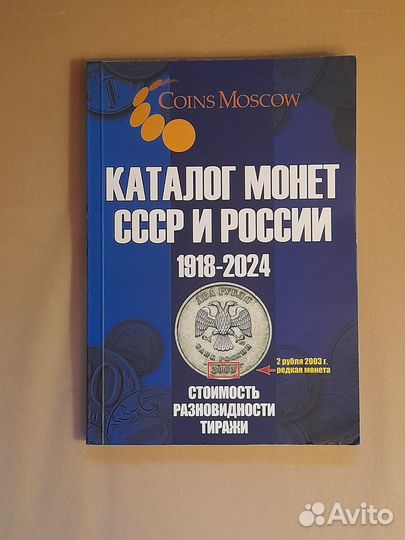 COINS MOSCOW
КАТАЛОГ МОНЕТ
СССР И РОССИИ
1918-2024
ДВА РУБЛЯ
БАНК РОССИИ
2003
2 рубля 2003 г.
редкая монета
СТОИМОСТЬ
РАЗНОВИДНОСТИ
ТИРАЖИ
Avito